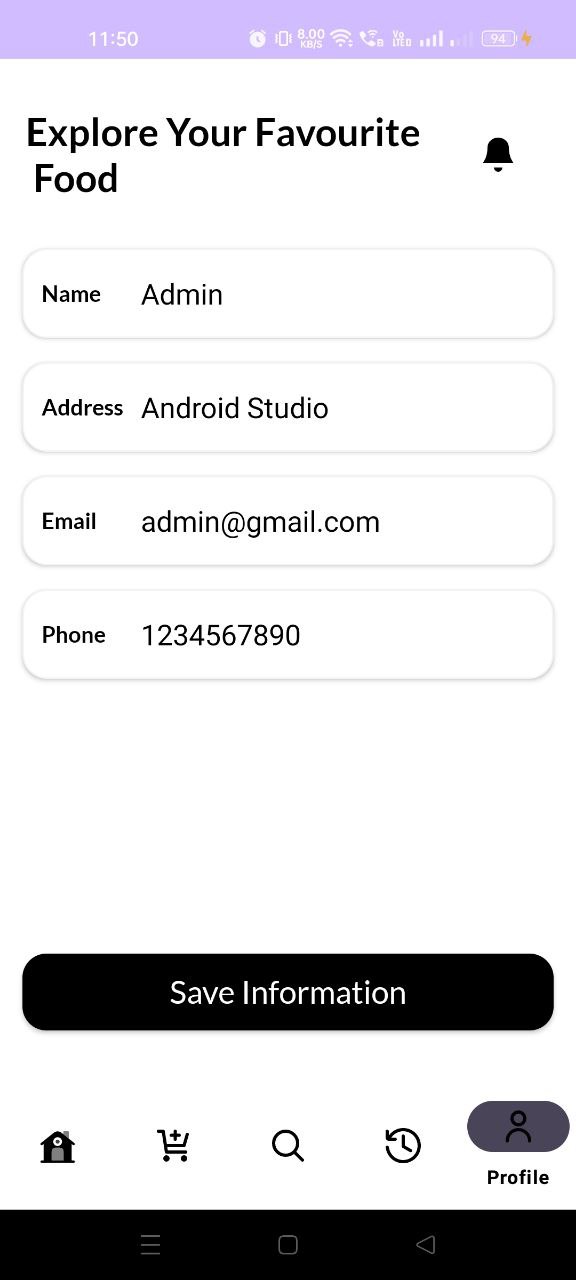 11:50 8.00 KB/S Vo LTED 94
Explore Your Favourite
Food
Name Admin
Address Android Studio
Email admin@gmail.com
Phone 1234567890
Save Information
Profile